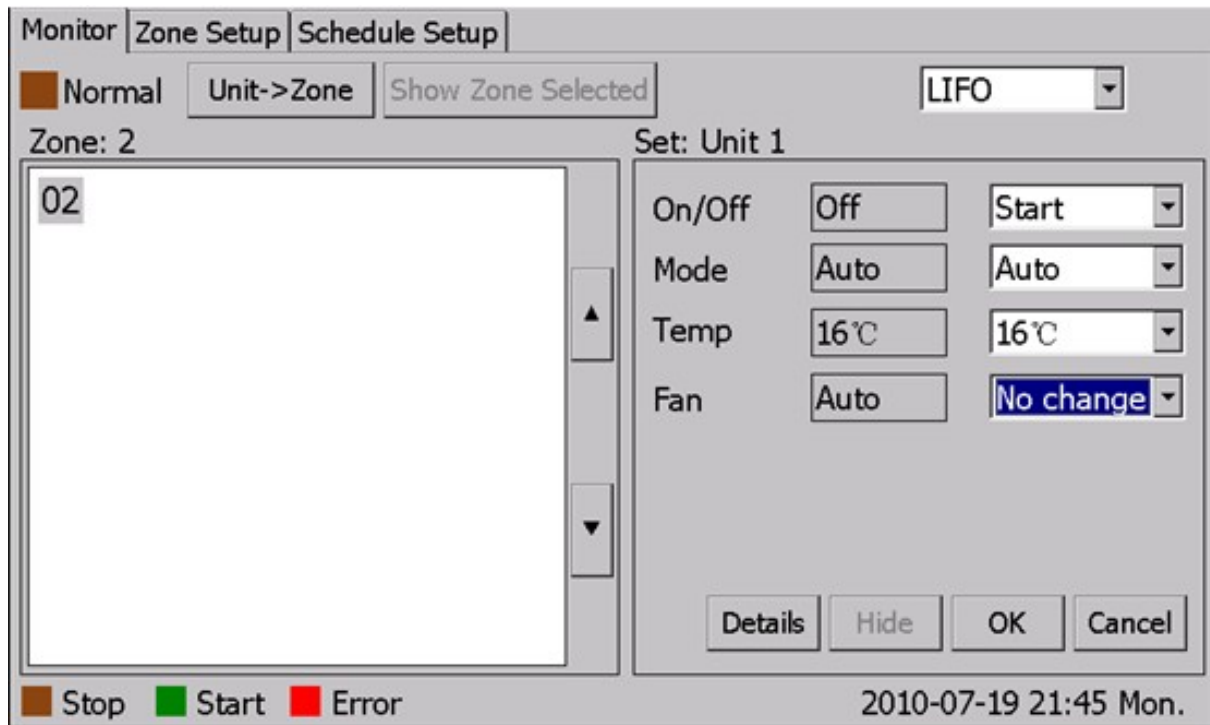 Monitor Zone Setup Schedule Setup
Normal Unit->Zone Show Zone Selected LIFO
Zone: 2 Set: Unit 1
02
On/Off Off Start
Mode Auto Auto
Temp 16℃ 16℃
Fan Auto No change
Details Hide OK Cancel
Stop Start Error 2010-07-19 21:45 Mon.